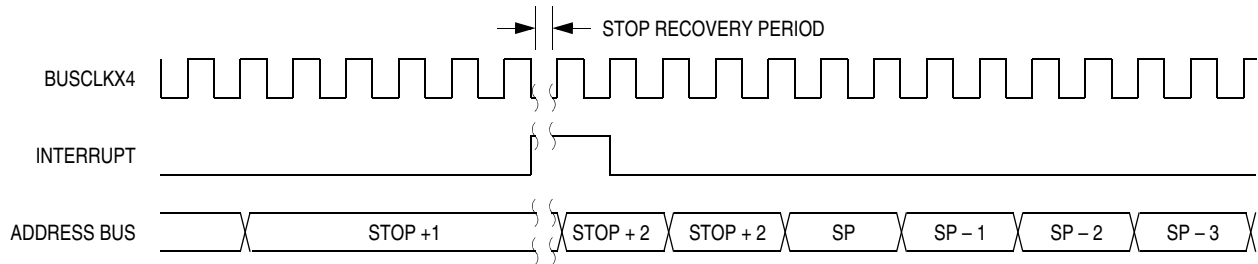 STOP RECOVERY PERIOD
BUSCLKX4
INTERRUPT
ADDRESS BUS STOP +1 STOP + 2 STOP + 2 SP SP – 1 SP – 2 SP – 3